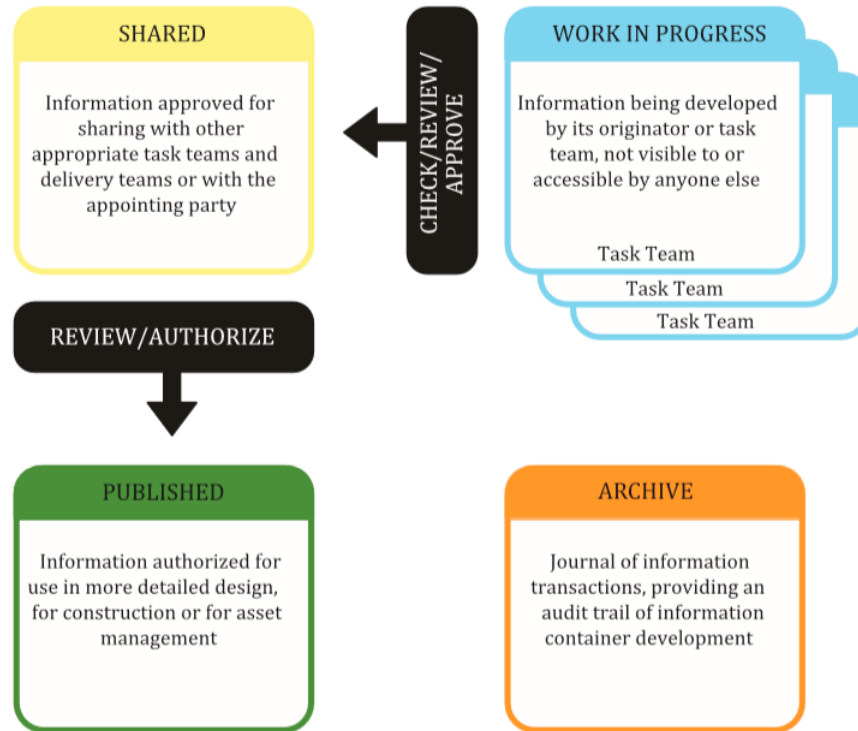 SHARED
Information approved for
sharing with other
appropriate task teams and
delivery teams or with the
appointing party
CHECK/REVIEW/
APPROVE
WORK IN PROGRESS
Information being developed
by its originator or task
team, not visible to or
accessible by anyone else
Task Team
Task Team
Task Team
REVIEW/AUTHORIZE
PUBLISHED
Information authorized for
use in more detailed design,
for construction or for asset
management
ARCHIVE
Journal of information
transactions, providing an
audit trail of information
container development